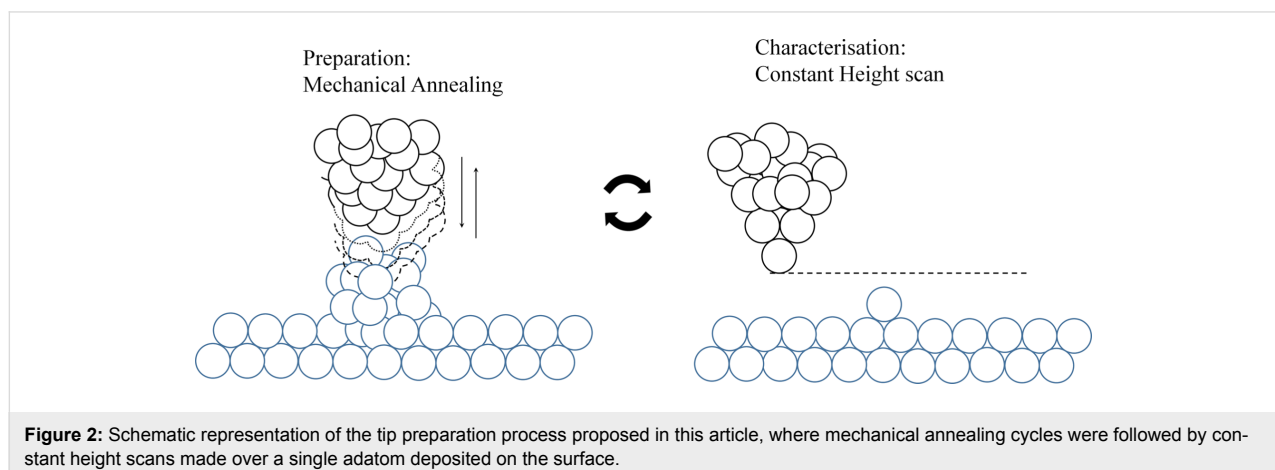 Preparation:
Mechanical Annealing
Characterisation:
Constant Height scan
Figure 2: Schematic representation of the tip preparation process proposed in this article, where mechanical annealing cycles were followed by con-
stant height scans made over a single adatom deposited on the surface.